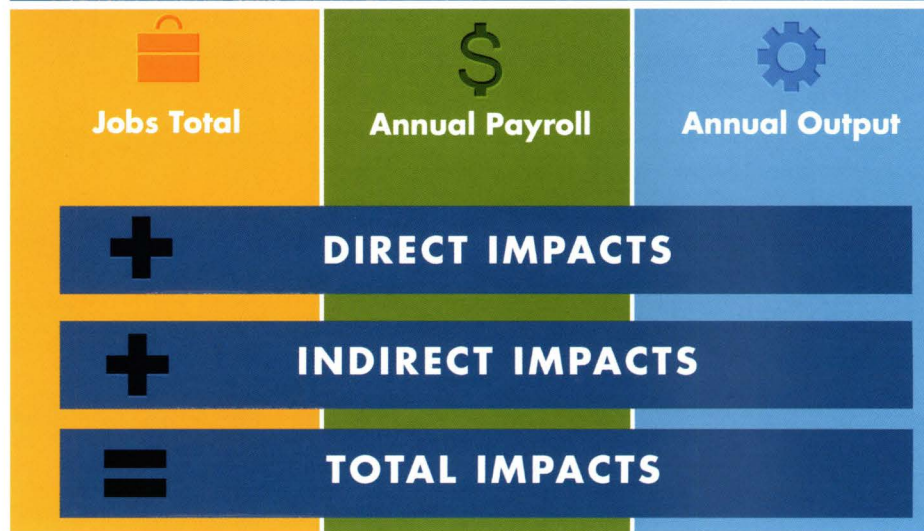 $
Jobs Total
Annual Payroll
Annual Output
+ DIRECT IMPACTS
+ INDIRECT IMPACTS
= TOTAL IMPACTS